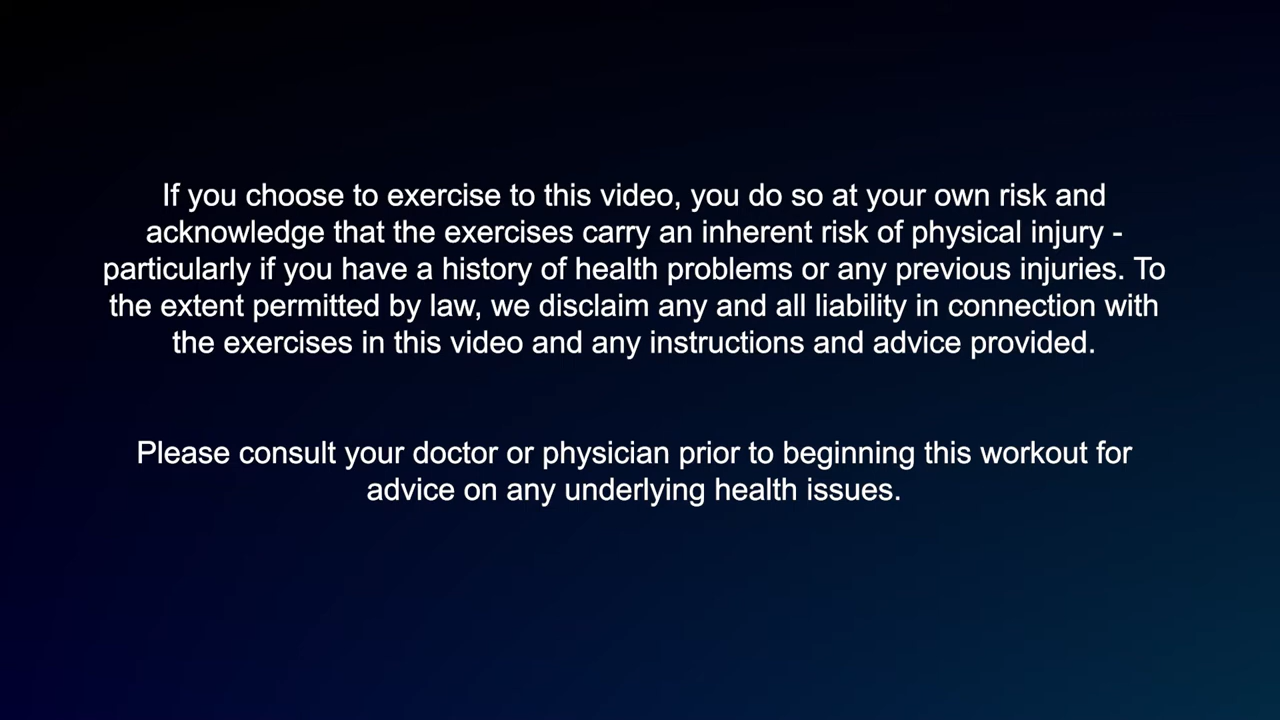 If you choose to exercise to this video, you do so at your own risk and
acknowledge that the exercises carry an inherent risk of physical injury -
particularly if you have a history of health problems or any previous injuries. To
the extent permitted by law, we disclaim any and all liability in connection with
the exercises in this video and any instructions and advice provided.
Please consult your doctor or physician prior to beginning this workout for
advice on any underlying health issues.